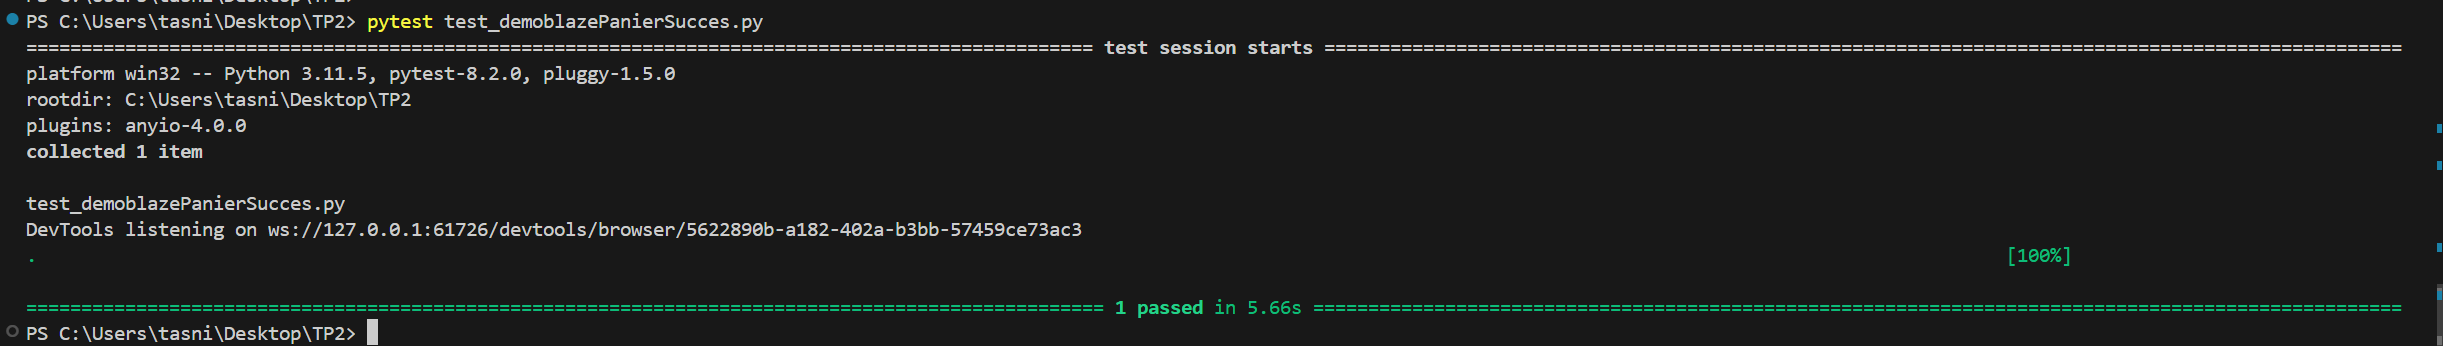 PS C:\Users\tasni\Desktop\TP2> pytest test_demoblazePanierSucces.py
================================================================================================= test session starts ==================================================================================================
platform win32 -- Python 3.11.5, pytest-8.2.0, pluggy-1.5.0
rootdir: C:\Users\tasni\Desktop\TP2
plugins: anyio-4.0.0
collected 1 item
test_demoblazePanierSucces.py
DevTools listening on ws://127.0.0.1:61726/devtools/browser/5622890b-a182-402a-b3bb-57459ce73ac3
. [100%]
================================================================================================== 1 passed in 5.66s ===================================================================================================
PS C:\Users\tasni\Desktop\TP2>